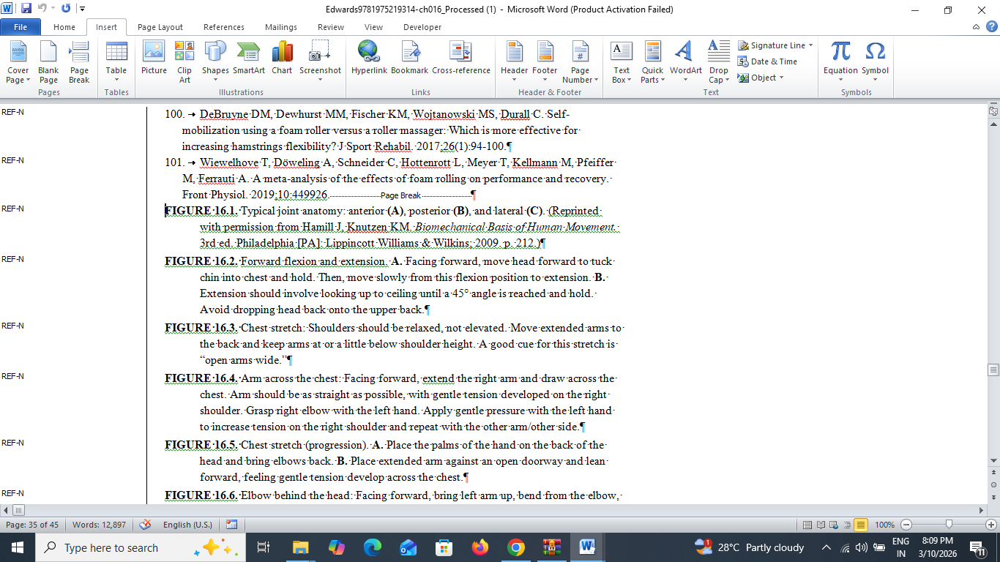 Edwards9781975219314-ch016_Processed (1) - Microsoft Word (Product Activation Failed)
File Home Insert Page Layout References Mailings Review View Developer
Cover Page
Blank Page
Page Break
Table
Picture
Clip Art
Shapes
SmartArt
Chart
Screenshot
Hyperlink
Bookmark
Cross-reference
Header
Footer
Page Number
Text Box
Quick Parts
WordArt
Drop Cap
Signature Line
Date & Time
Object
Equation
Symbol
Pages Tables Illustrations Links Header & Footer Text Symbols
REF-N 100. DeBruyne DM, Dewhurst MM, Fischer KM, Wojtanowski MS, Durall C. Self-
mobilization using a foam roller versus a roller massager: Which is more effective for
increasing hamstrings flexibility? J Sport Rehabil. 2017;26(1):94-100.¶
REF-N 101. Wiewelhove T, Döweling A, Schneider C, Hottenrott L, Meyer T, Kellmann M, Pfeiffer
M, Ferrauti A. A meta-analysis of the effects of foam rolling on performance and recovery.
Front Physiol. 2019;10:449926. Page Break ¶
REF-N FIGURE 16.1. Typical joint anatomy: anterior (A), posterior (B), and lateral (C). (Reprinted
with permission from Hamill J, Knutzen KM. Biomechanical Basis of Human Movement.
3rd ed. Philadelphia [PA]: Lippincott Williams & Wilkins; 2009. p. 212.)¶
REF-N FIGURE 16.2. Forward flexion and extension. A. Facing forward, move head forward to tuck
chin into chest and hold. Then, move slowly from this flexion position to extension. B.
Extension should involve looking up to ceiling until a 45° angle is reached and hold.
Avoid dropping head back onto the upper back.¶
REF-N FIGURE 16.3. Chest stretch: Shoulders should be relaxed, not elevated. Move extended arms to
the back and keep arms at or a little below shoulder height. A good cue for this stretch is
“open arms wide.”¶
REF-N FIGURE 16.4. Arm across the chest: Facing forward, extend the right arm and draw across the
chest. Arm should be as straight as possible, with gentle tension developed on the right
shoulder. Grasp right elbow with the left hand. Apply gentle pressure with the left hand
to increase tension on the right shoulder and repeat with the other arm/other side.¶
REF-N FIGURE 16.5. Chest stretch (progression). A. Place the palms of the hand on the back of the
head and bring elbows back. B. Place extended arm against an open doorway and lean
forward, feeling gentle tension develop across the chest.¶
REF-N FIGURE 16.6. Elbow behind the head: Facing forward, bring left arm up, bend from the elbow,
Page: 35 of 45 Words: 12,897 English (U.S.) 100%
Type here to search
28°C Partly cloudy
ENG
IN
8:09 PM
3/10/2026
11